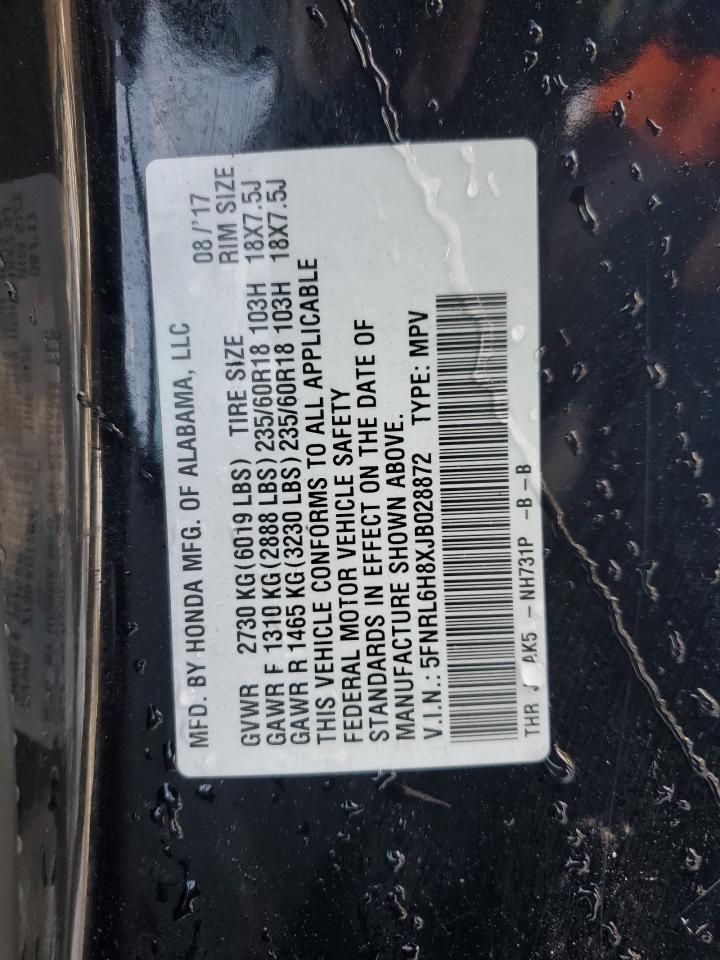 MFD. BY HONDA MFG. OF ALABAMA, LLC 08/'17
GVWR 2730 KG(6019 LBS) TIRE SIZE RIM SIZE
GAWR F 1310 KG(2888 LBS)235/60R18 103H 18X7.5J
GAWR R 1465 KG(3230 LBS)235/60R18 103H 18X7.5J
THIS VEHICLE CONFORMS TO ALL APPLICABLE
FEDERAL MOTOR VEHICLE SAFETY
STANDARDS IN EFFECT ON THE DATE OF
MANUFACTURE SHOWN ABOVE.
V.I.N.: 5FNRL6H8XJB028872 TYPE: MPV
THR AK5 - NH731P -B -B